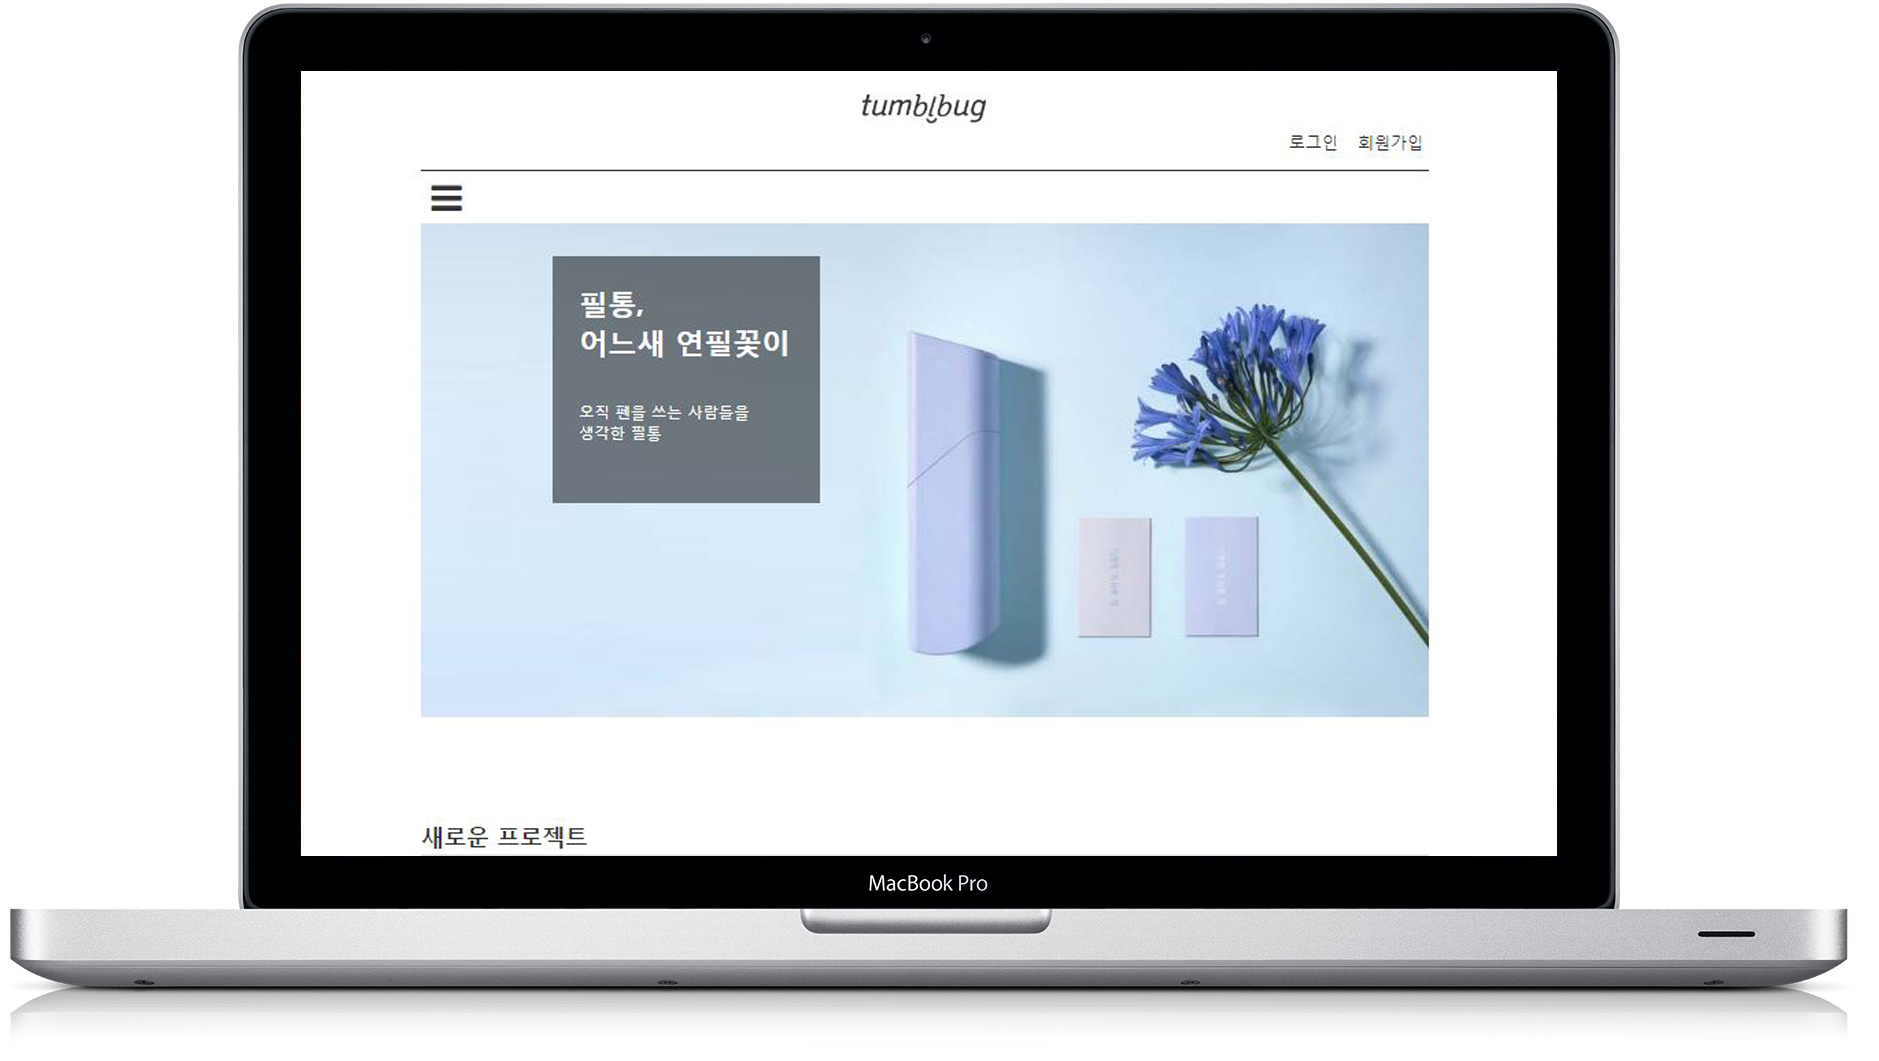 tumblbug
로그인 회원가입
필통,
어느새 연필꽂이
오직 펜을 쓰는 사람들을
생각한 필통
새로운 프로젝트
MacBook Pro